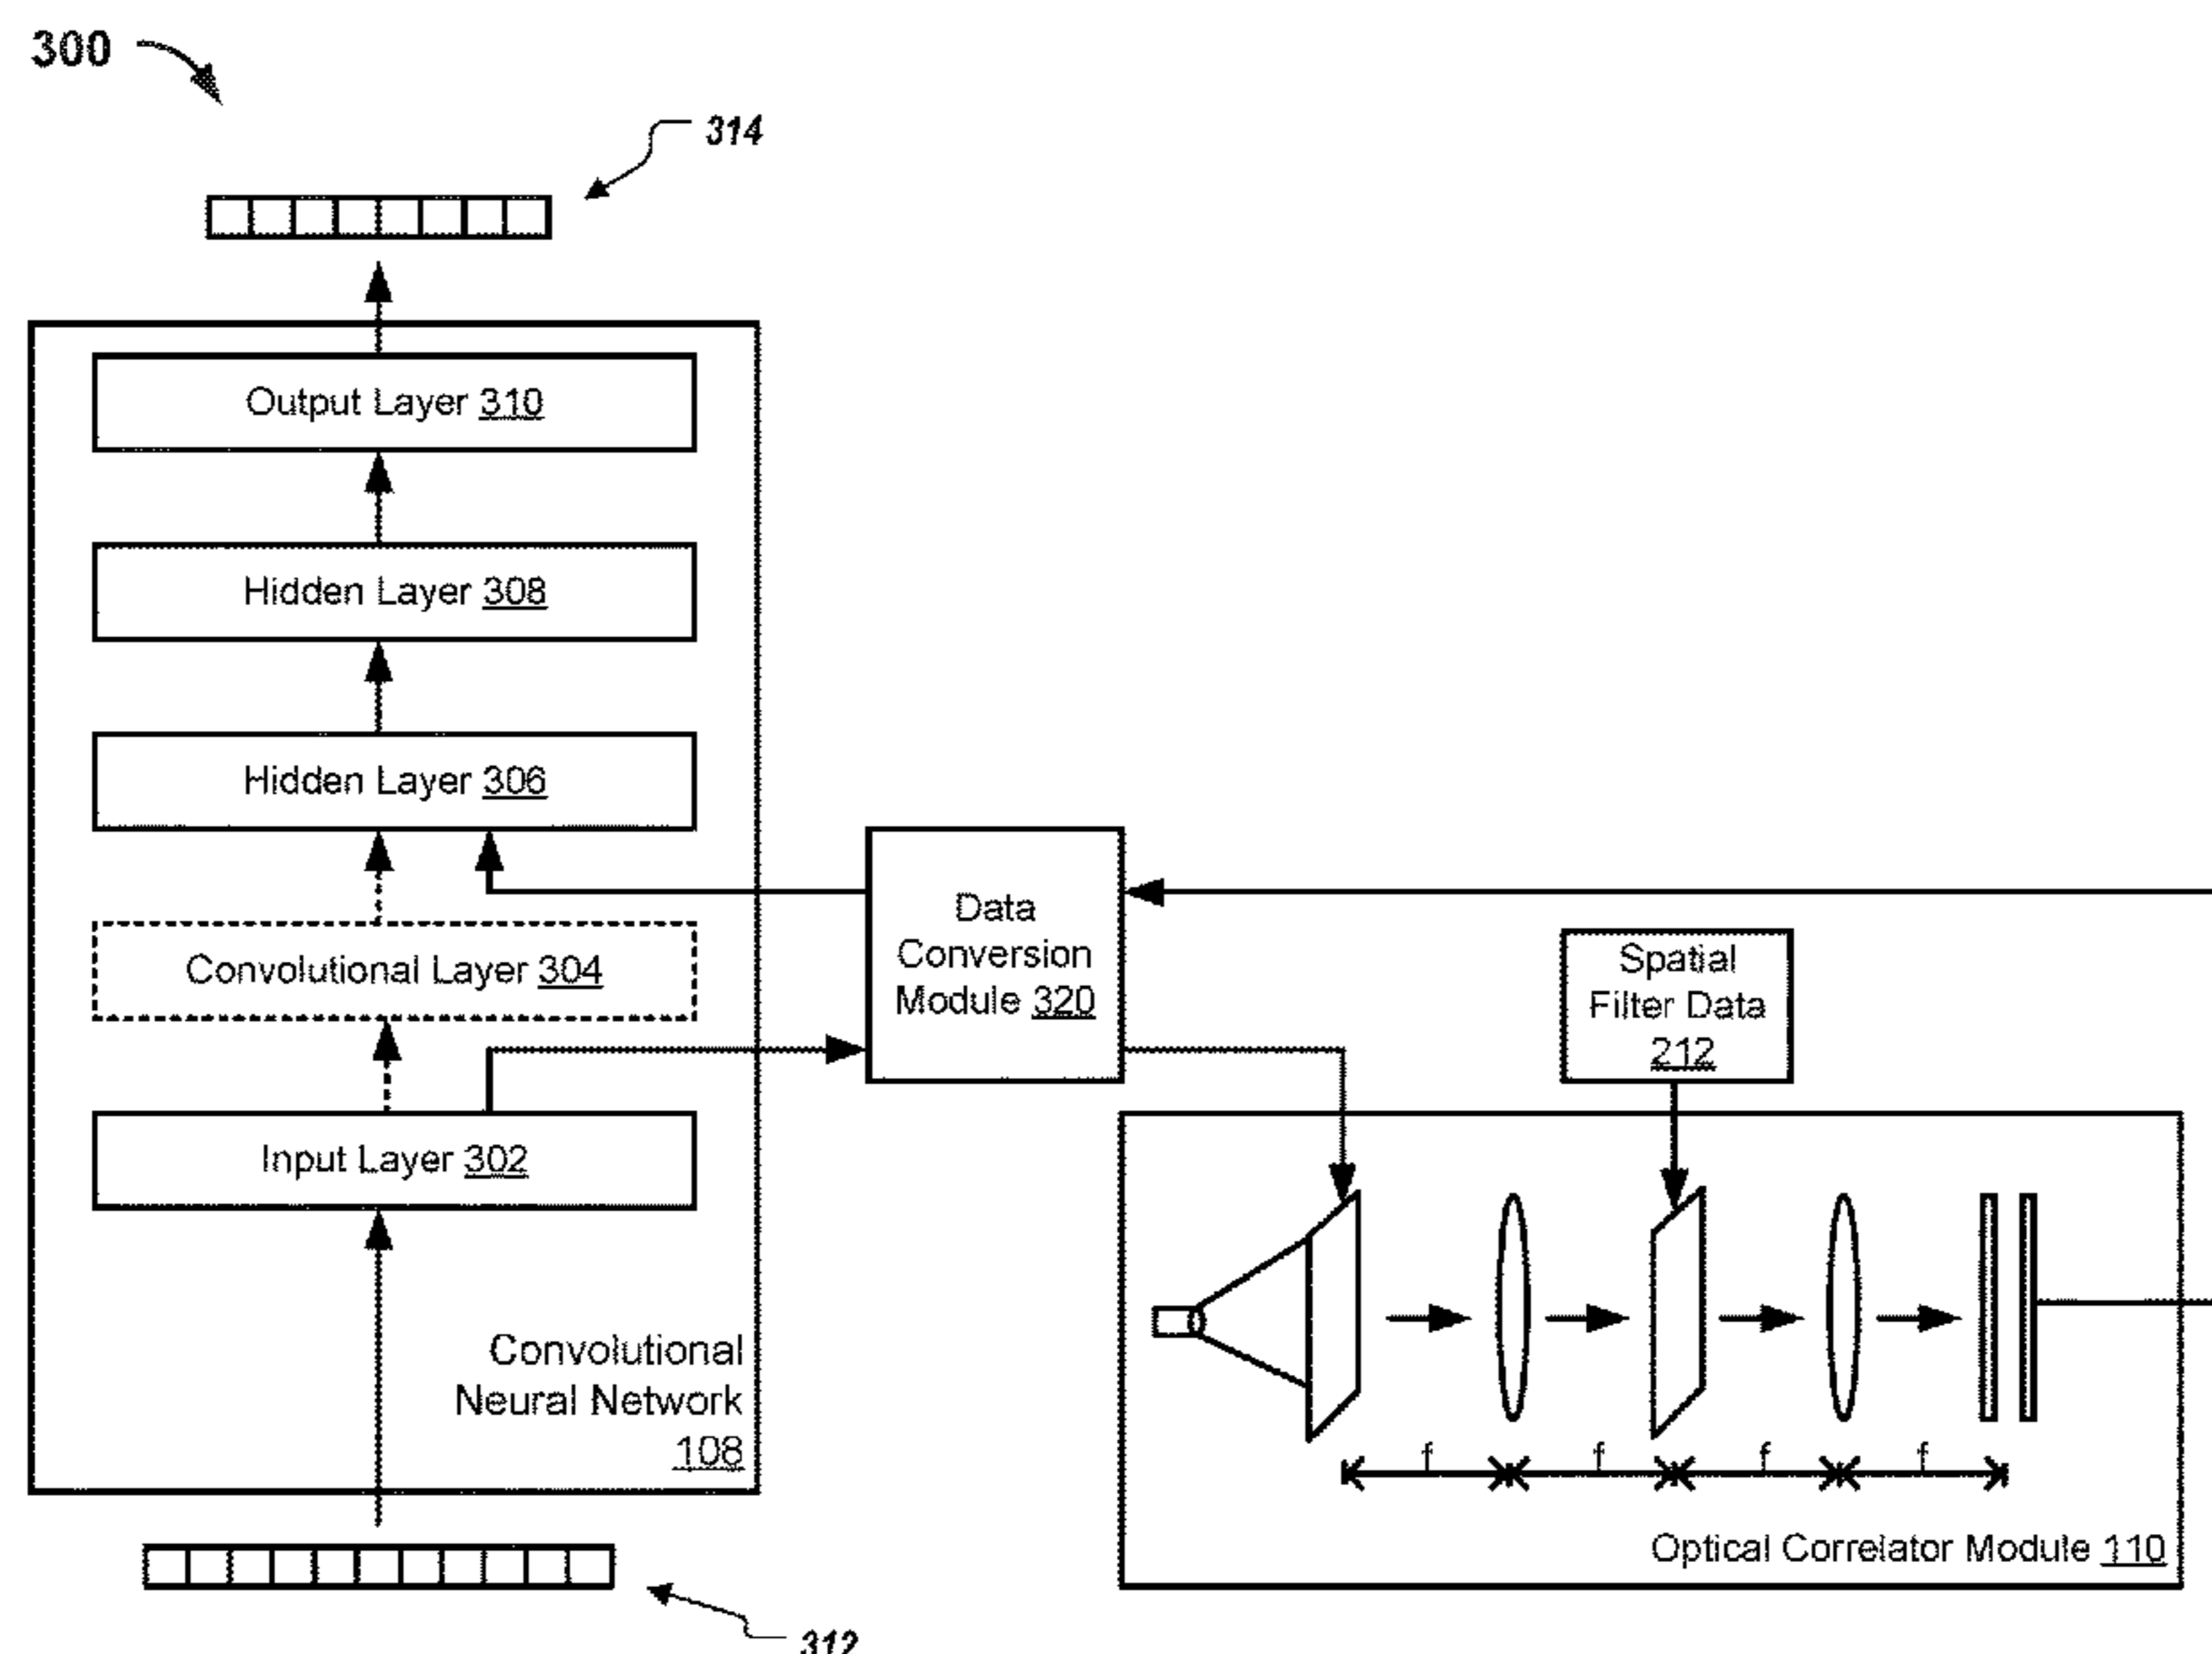 300
314
Output Layer 310
Hidden Layer 308
Hidden Layer 306
Convolutional Layer 304
Input Layer 302
Convolutional
Neural Network
108
312
Data
Conversion
Module 320
Spatial
Filter Data
212
f f f f
Optical Correlator Module 110